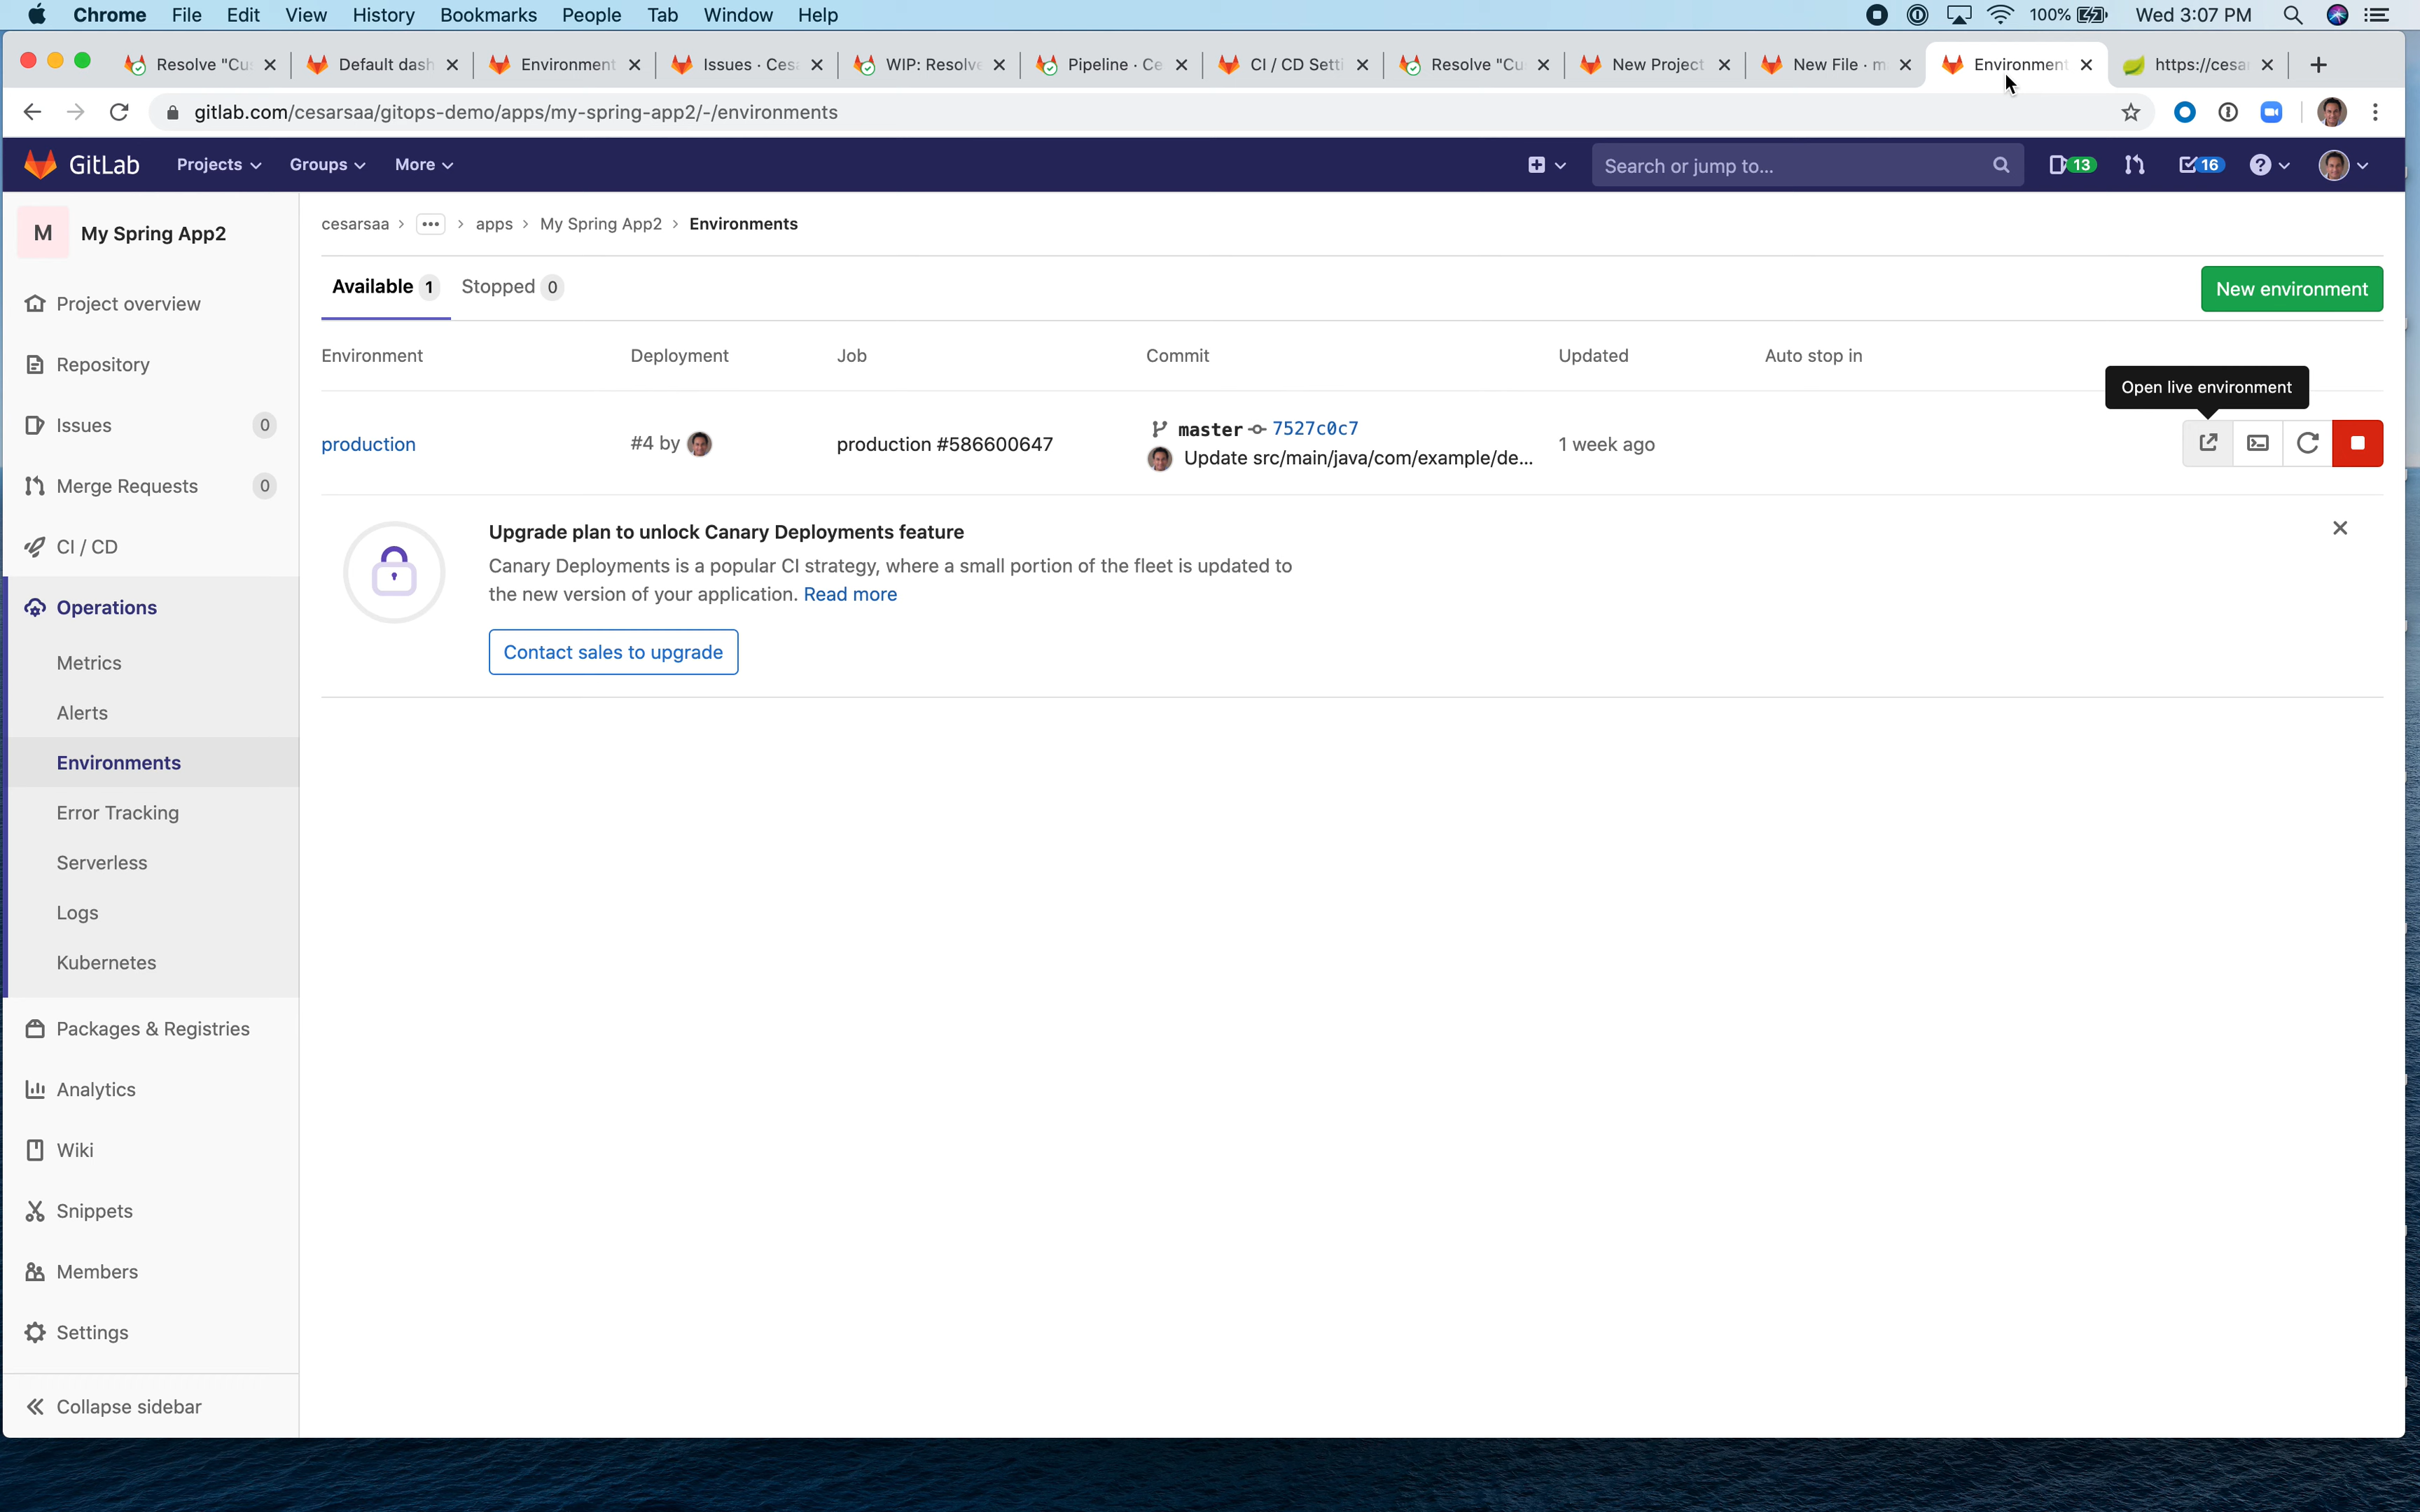 Chrome File Edit View History Bookmarks People Tab Window Help 100% Wed 3:07 PM
Resolve "Cu Default dash Environment Issues · Ces WIP: Resolve Pipeline · Ce CI / CD Setti Resolve "Cu New Project New File · m Environment https://cesa
gitlab.com/cesarsaa/gitops-demo/apps/my-spring-app2/-/environments
GitLab Projects Groups More Search or jump to... 13 16
M My Spring App2
cesarsaa > ... > apps > My Spring App2 > Environments
Available 1 Stopped 0 New environment
Project overview
Repository
Issues 0
Merge Requests 0
CI / CD
Operations
Metrics
Alerts
Environments
Error Tracking
Serverless
Logs
Kubernetes
Packages & Registries
Analytics
Wiki
Snippets
Members
Settings
Collapse sidebar
Environment Deployment Job Commit Updated Auto stop in
Open live environment
production #4 by production #586600647 master 7527c0c7 1 week ago
Update src/main/java/com/example/de...
Upgrade plan to unlock Canary Deployments feature
Canary Deployments is a popular CI strategy, where a small portion of the fleet is updated to
the new version of your application. Read more
Contact sales to upgrade